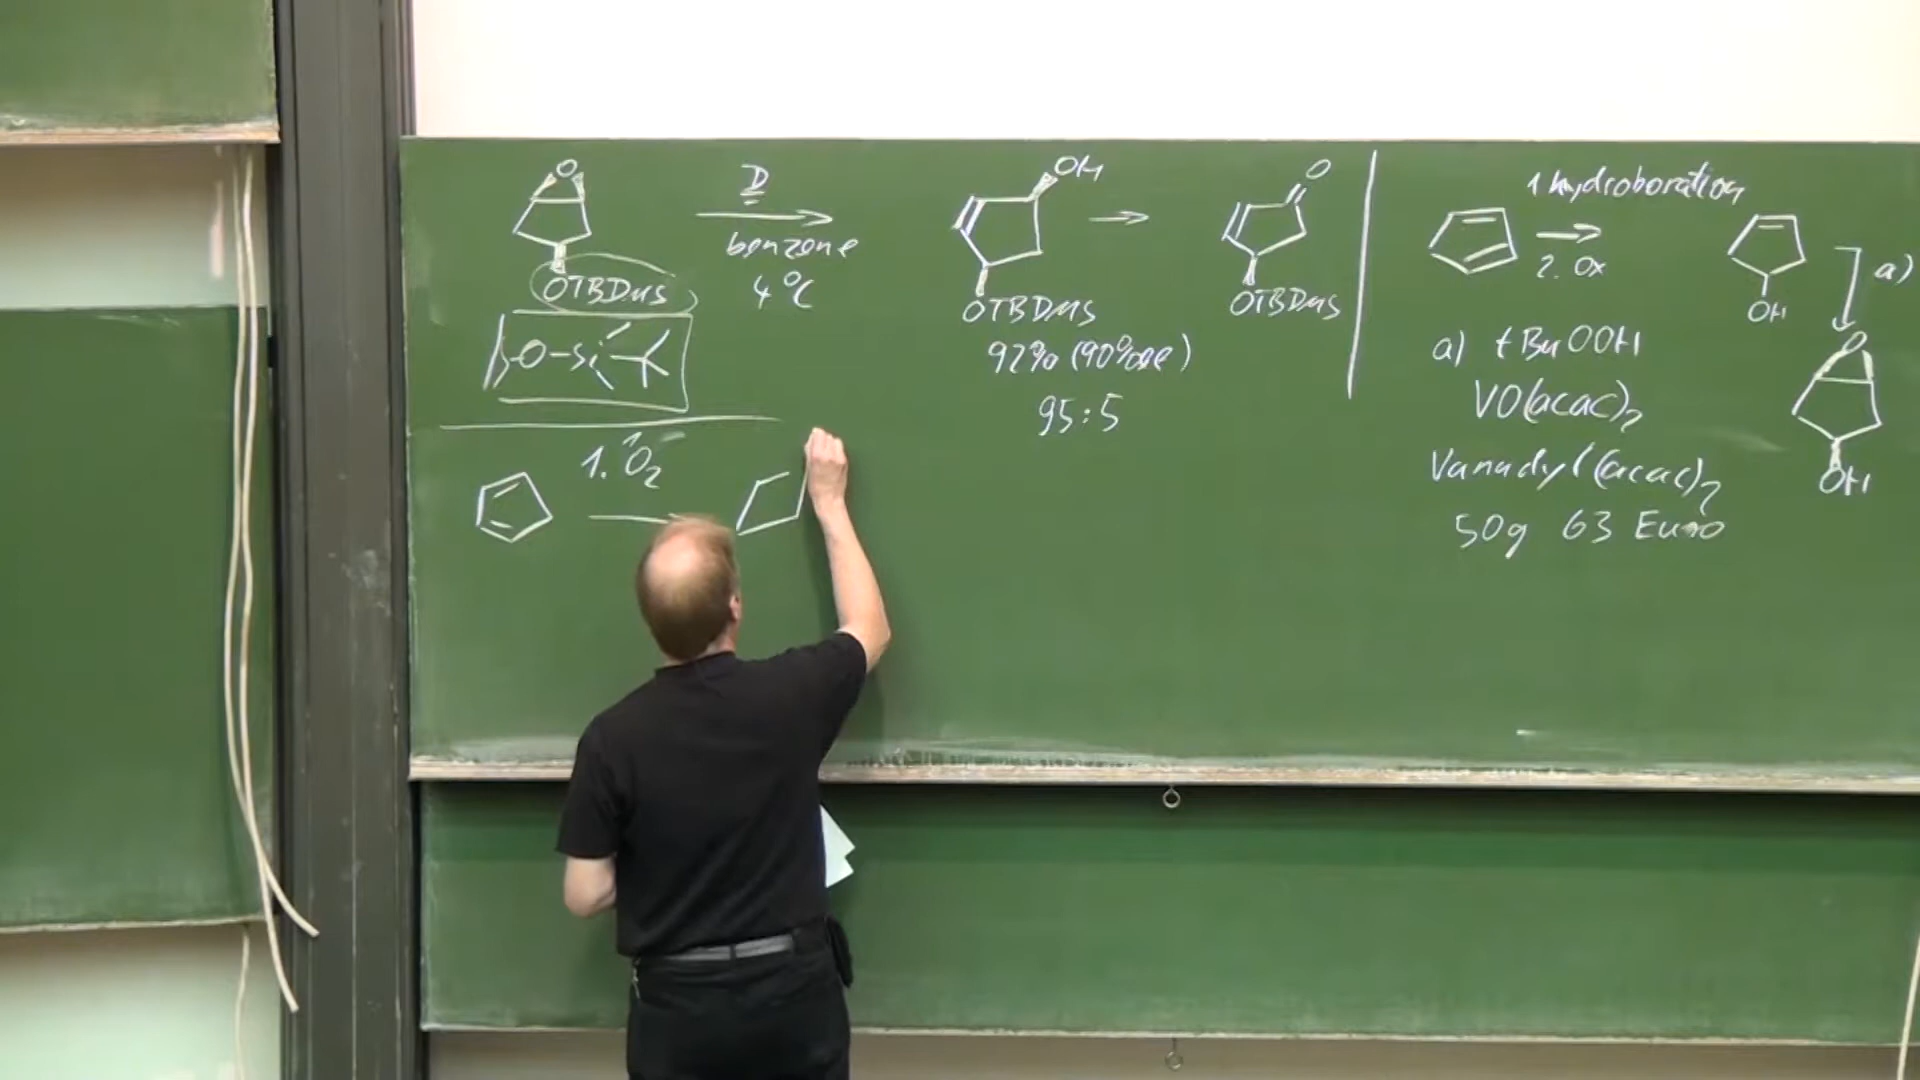 O
D
benzene
4°C
OTBDMS
-O-Si
OH
OTBDMS
92% (90%ee)
95:5
O
OTBDMS
1 hydroboration
2. Ox
OH
a)
a) tBuOOH
VO(acac)₂
Vanadyl(acac)₂
50g 63 Euro
O
OH
1. ¹O₂